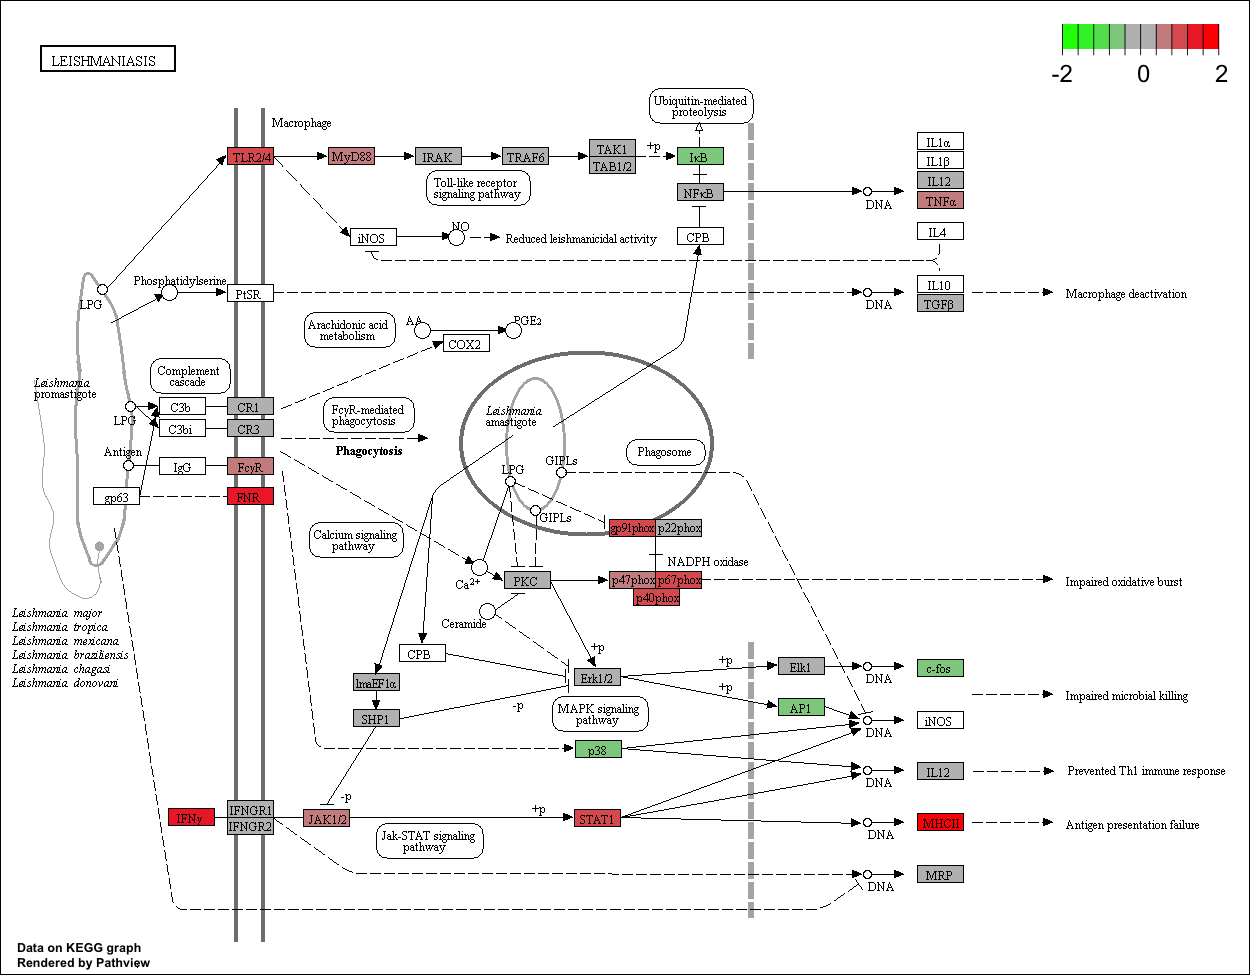 LEISHMANIASIS
-2
0
2
Macrophage
Ubiquitin-mediated
proteolysis
TLR2/4
MyD88
IRAK
TRAF6
TAK1
TAB1/2
+p
IκB
NFκB
CPB
Toll-like receptor
signaling pathway
DNA
IL1α
IL1β
IL12
TNFα
IL4
iNOS
NO
Reduced leishmanicidal activity
LPG
Phosphatidylserine
PtSR
DNA
IL10
TGFβ
Macrophage deactivation
Arachidonic acid
metabolism
AA
PGE2
COX2
Leishmania
promastigote
Complement
cascade
LPG
C3b
CR1
C3bi
CR3
FcγR-mediated
phagocytosis
Phagocytosis
Antigen
IgG
FcγR
gp63
FNR
Leishmania
amastigote
LPG
GIPLs
GIPLs
Phagosome
gp91phox
p22phox
NADPH oxidase
p47phox
p67phox
p40phox
Impaired oxidative burst
Calcium signaling
pathway
Ca2+
PKC
Ceramide
Leishmania major
Leishmania tropica
Leishmania mexicana
Leishmania braziliensis
Leishmania chagasi
Leishmania donovani
CPB
lmaEF1α
SHP1
+p
Erk1/2
-p
MAPK signaling
pathway
+p
+p
Elk1
AP1
DNA
c-fos
DNA
iNOS
Impaired microbial killing
p38
DNA
IL12
Prevented Th1 immune response
IFNγ
IFNGR1
IFNGR2
-p
JAK1/2
+p
STAT1
Jak-STAT signaling
pathway
DNA
MHCII
Antigen presentation failure
DNA
MRP
Data on KEGG graph
Rendered by Pathview